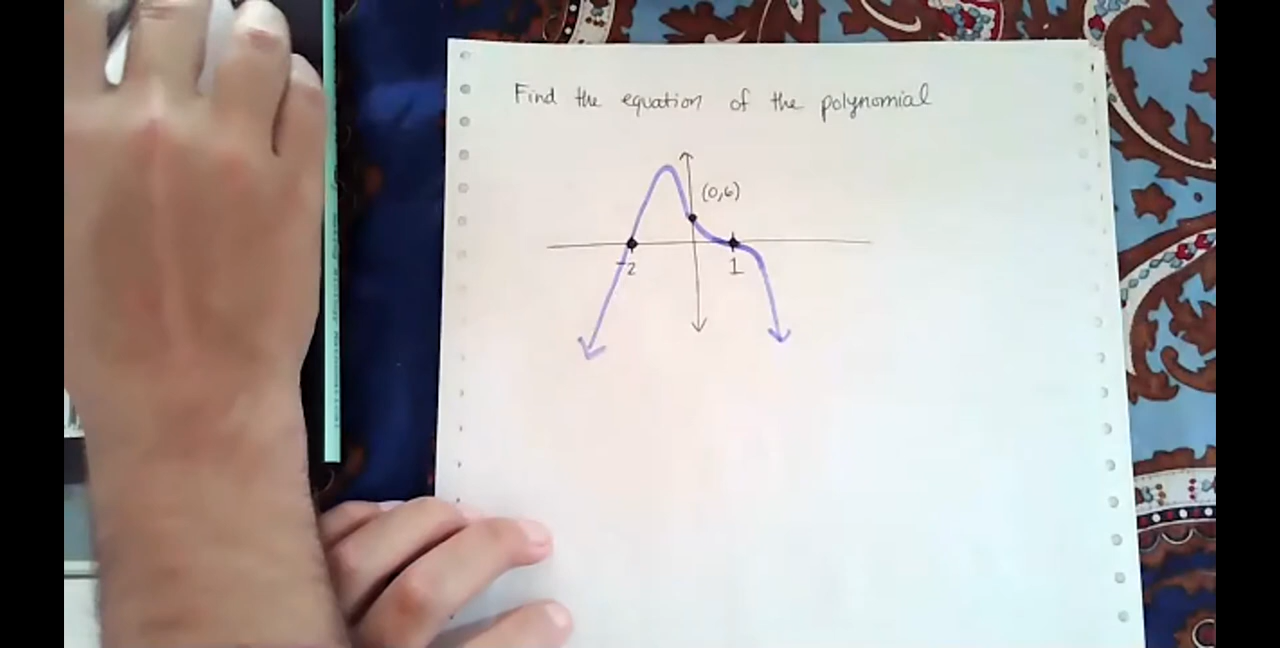 Find the equation of the polynomial
(0,6)
-2
1